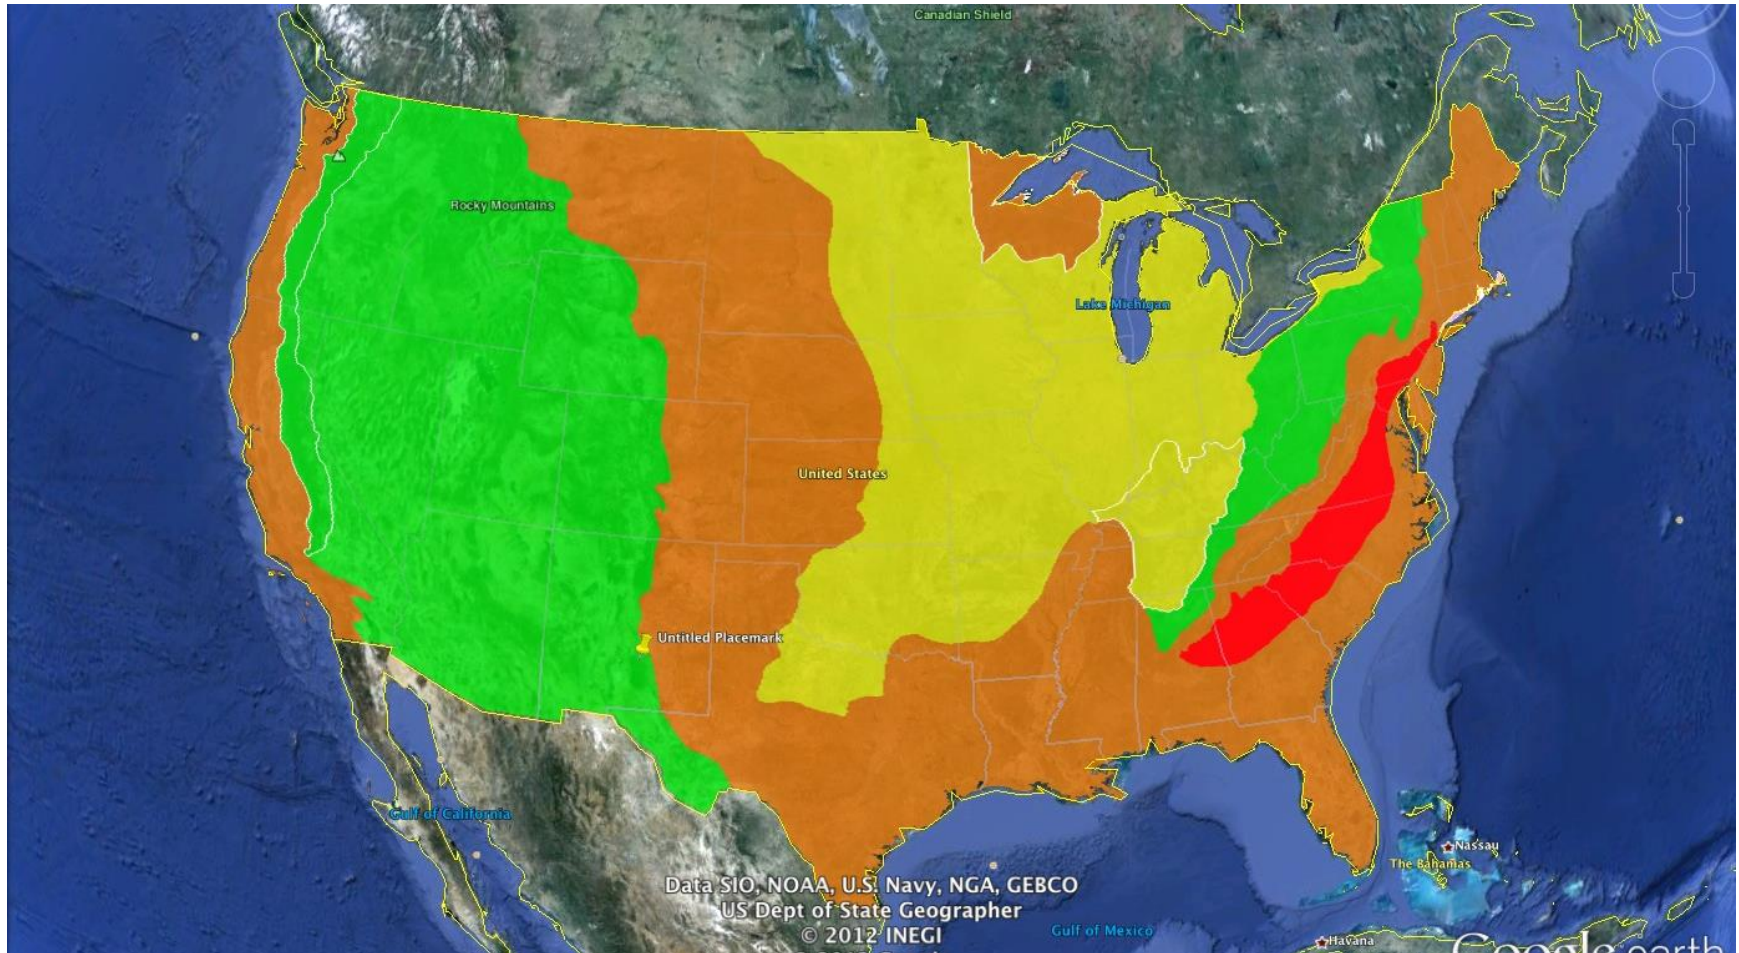 Canadian Shield
Rocky Mountains
Lake Michigan
United States
Untitled Placemark
Gulf of California
Nassau
The Bahamas
Data SIO, NOAA, U.S. Navy, NGA, GEBCO
US Dept of State Geographer
© 2012 INEGI
Gulf of Mexico
Havana
Google earth